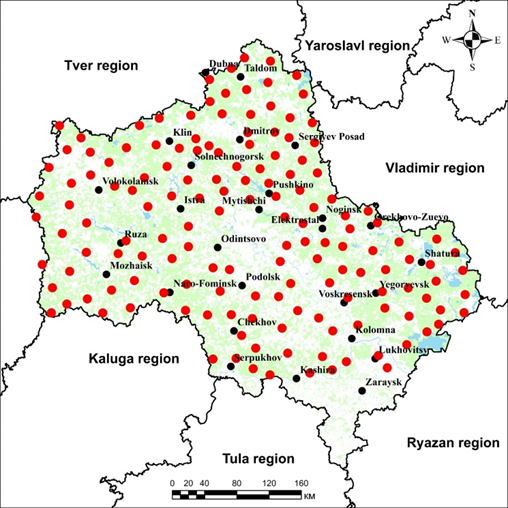 N
Yaroslavl region
W E
S
Tver region
Dubna
Taldom
Klin
Dmitrov
Sergiyev Posad
Solnechnogorsk
Vladimir region
Volokolamsk
Pushkino
Istra
Mytishchi
Noginsk
Orekhovo-Zuevo
Elektrostal
Ruza
Odintsovo
Shatura
Mozhaisk
Naro-Fominsk
Podolsk
Yegoryevsk
Voskresensk
Chekhov
Kolomna
Kaluga region
Serpukhov
Lukhovitsy
Kashira
Zaraysk
Ryazan region
Tula region
0 20 40 80 120 160
KM